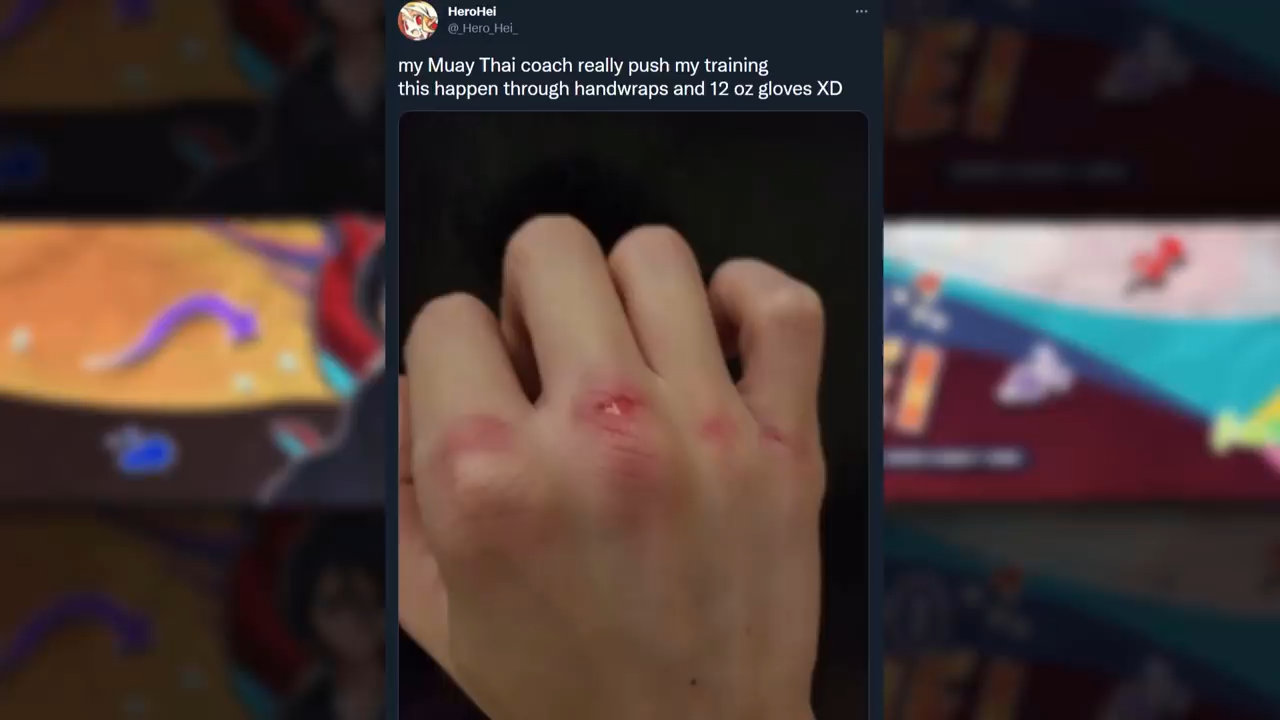 HeroHei
@_Hero_Hei_
my Muay Thai coach really push my training
this happen through handwraps and 12 oz gloves XD